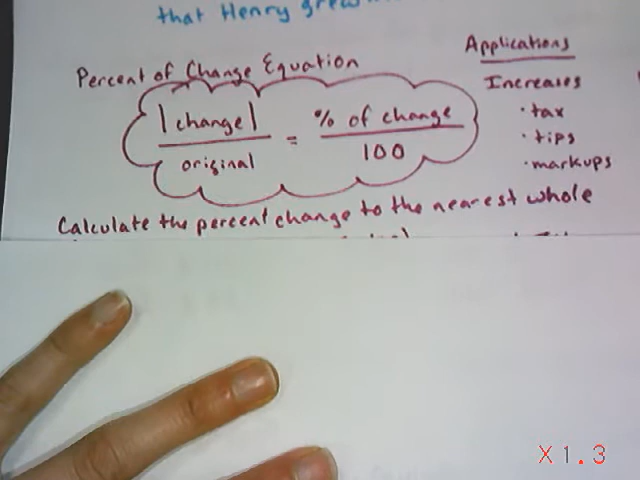 that Henry grew
Percent of Change Equation
|change| / original = % of change / 100
Applications
Increases
· tax
· tips
· markups
Calculate the percent change to the nearest whole
X1.3